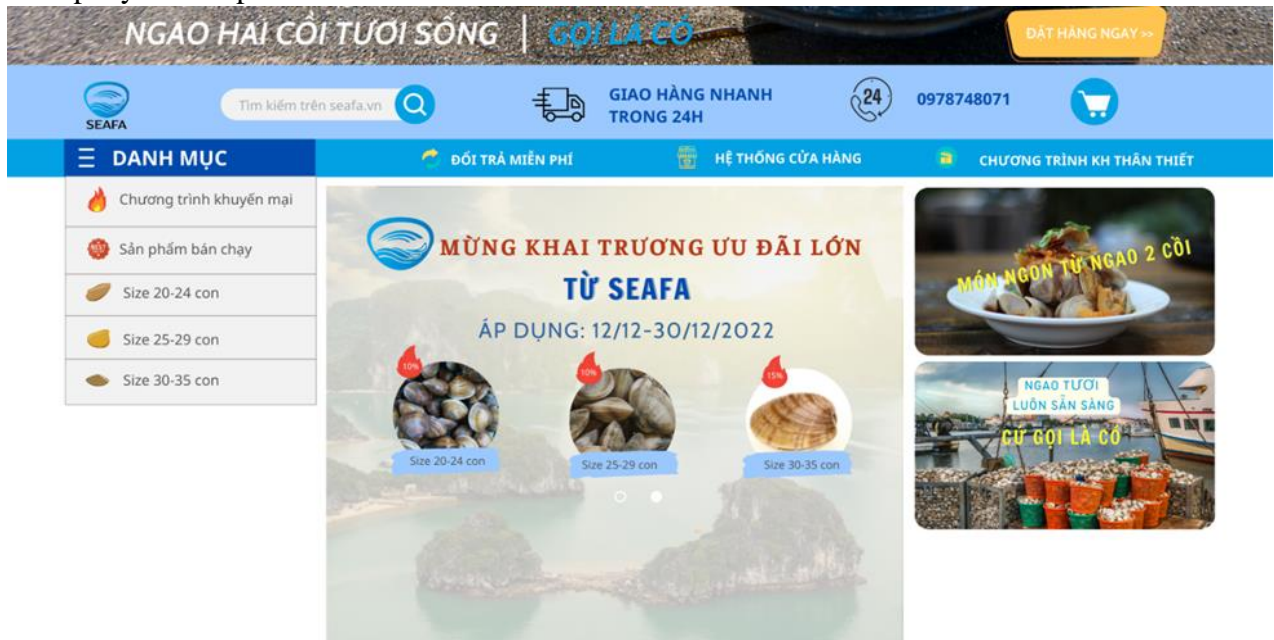 NGAO HAI CỒI TƯƠI SỐNG | GỌI LÀ CÓ
ĐẶT HÀNG NGAY >>
SEAFA
Tìm kiếm trên seafa.vn
GIAO HÀNG NHANH
TRONG 24H
24
0978748071
DANH MỤC
ĐỔI TRẢ MIỄN PHÍ
HỆ THỐNG CỬA HÀNG
CHƯƠNG TRÌNH KH THÂN THIẾT
Chương trình khuyến mại
Sản phẩm bán chạy
Size 20-24 con
Size 25-29 con
Size 30-35 con
MỪNG KHAI TRƯƠNG ƯU ĐÃI LỚN
TỪ SEAFA
ÁP DỤNG: 12/12-30/12/2022
10%
10%
15%
Size 20-24 con
Size 25-29 con
Size 30-35 con
MÓN NGON TỪ NGAO 2 CỒI
NGAO TƯƠI
LUÔN SẴN SÀNG
CỨ GỌI LÀ CÓ